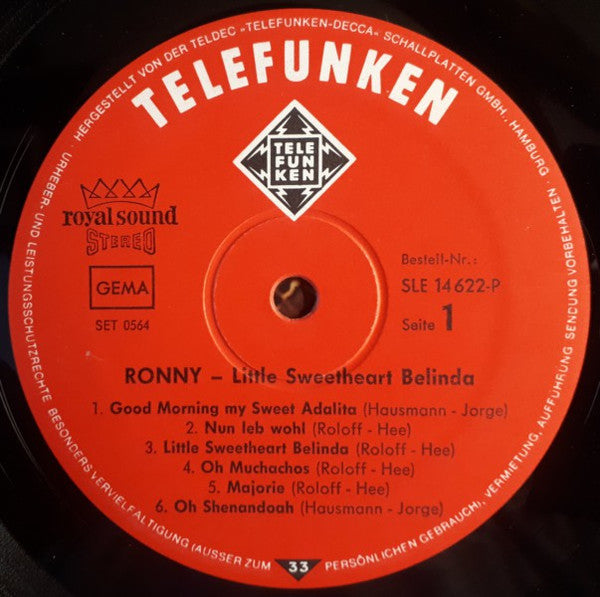 · HERGESTELLT VON DER TELDEC »TELEFUNKEN-DECCA« SCHALLPLATTEN GMBH., HAMBURG ·
TELEFUNKEN
TELE
FUN
KEN
royal sound
STEREO
GEMA
SET 0564
Bestell-Nr.:
SLE 14622-P
Seite 1
RONNY – Little Sweetheart Belinda
1. Good Morning my Sweet Adalita (Hausmann - Jorge)
2. Nun leb wohl (Roloff - Hee)
3. Little Sweetheart Belinda (Roloff - Hee)
4. Oh Muchachos (Roloff - Hee)
5. Majorie (Roloff - Hee)
6. Oh Shenandoah (Hausmann - Jorge)
URHEBER- UND LEISTUNGSSCHUTZRECHTE BESONDERS VERVIELFALTIGUNG (AUSSER ZUM PERSÖNLICHEN GEBRAUCH), VERMIETUNG, AUFFÜHRUNG, SENDUNG VORBEHALTEN
33